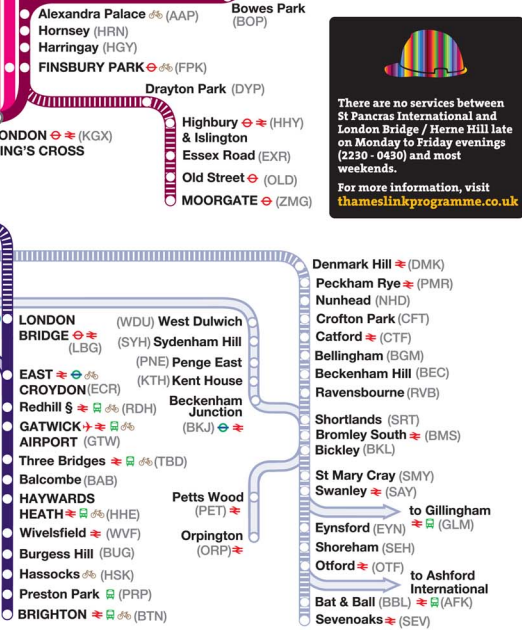 Alexandra Palace (AAP)
Bowes Park
(BOP)
Hornsey (HRN)
Harringay (HGY)
FINSBURY PARK (FPK)
Drayton Park (DYP)
Highbury (HHY)
& Islington
ONDON (KGX)
ING'S CROSS
Essex Road (EXR)
Old Street (OLD)
MOORGATE (ZMG)
There are no services between
St Pancras International and
London Bridge / Herne Hill late
on Monday to Friday evenings
(2230 - 0430) and most
weekends.
For more information, visit
thameslinkprogramme.co.uk
LONDON
BRIDGE
(LBG)
EAST
CROYDON (ECR)
Redhill § (RDH)
GATWICK
AIRPORT (GTW)
Three Bridges (TBD)
Balcombe (BAB)
HAYWARDS
HEATH (HHE)
Wivelsfield (WVF)
Burgess Hill (BUG)
Hassocks (HSK)
Preston Park (PRP)
BRIGHTON (BTN)
(WDU) West Dulwich
(SYH) Sydenham Hill
(PNE) Penge East
(KTH) Kent House
Beckenham
Junction
(BKJ)
Petts Wood
(PET)
Orpington
(ORP)
Denmark Hill (DMK)
Peckham Rye (PMR)
Nunhead (NHD)
Crofton Park (CFT)
Catford (CTF)
Bellingham (BGM)
Beckenham Hill (BEC)
Ravensbourne (RVB)
Shortlands (SRT)
Bromley South (BMS)
Bickley (BKL)
St Mary Cray (SMY)
Swanley (SAY)
to Gillingham
(GLM)
Eynsford (EYN)
Shoreham (SEH)
Otford (OTF)
to Ashford
International
(AFK)
Bat & Ball (BBL)
Sevenoaks (SEV)